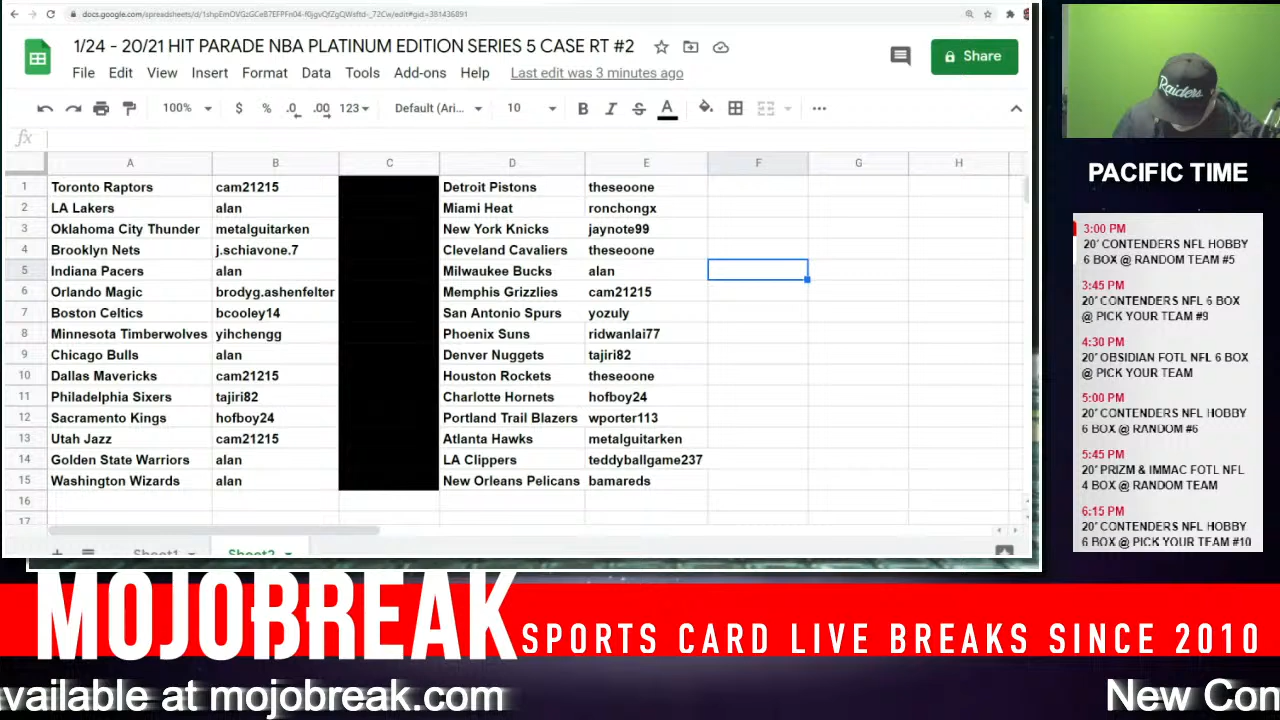 docs.google.com/spreadsheets/d/
1/24 - 20/21 HIT PARADE NBA PLATINUM EDITION SERIES 5 CASE RT #2
Share
File Edit View Insert Format Data Tools Add-ons Help Last edit was 3 minutes ago
100% $ % .0 .00 123 Default (Ari... 10 B I S A
fx
A B C D E F G H
1 Toronto Raptors cam21215 Detroit Pistons theseoone
2 LA Lakers alan Miami Heat ronchongx
3 Oklahoma City Thunder metalguitarken New York Knicks jaynote99
4 Brooklyn Nets j.schiavone.7 Cleveland Cavaliers theseoone
5 Indiana Pacers alan Milwaukee Bucks alan
6 Orlando Magic brodyg.ashenfelter Memphis Grizzlies cam21215
7 Boston Celtics bcooley14 San Antonio Spurs yozuly
8 Minnesota Timberwolves yihchengg Phoenix Suns ridwanlai77
9 Chicago Bulls alan Denver Nuggets tajiri82
10 Dallas Mavericks cam21215 Houston Rockets theseoone
11 Philadelphia Sixers tajiri82 Charlotte Hornets hofboy24
12 Sacramento Kings hofboy24 Portland Trail Blazers wporter113
13 Utah Jazz cam21215 Atlanta Hawks metalguitarken
14 Golden State Warriors alan LA Clippers teddyballgame237
15 Washington Wizards alan New Orleans Pelicans bamareds
16
17
Sheet1 Sheet2
Raiders
PACIFIC TIME
3:00 PM
20' CONTENDERS NFL HOBBY
6 BOX @ RANDOM TEAM #5
3:45 PM
20' CONTENDERS NFL 6 BOX
@ PICK YOUR TEAM #9
4:30 PM
20' OBSIDIAN FOTL NFL 6 BOX
@ PICK YOUR TEAM
5:00 PM
20' CONTENDERS NFL HOBBY
6 BOX @ RANDOM #6
5:45 PM
20' PRIZM & IMMAC FOTL NFL
4 BOX @ RANDOM TEAM
6:15 PM
20' CONTENDERS NFL HOBBY
6 BOX @ PICK YOUR TEAM #10
MOJOBREAK SPORTS CARD LIVE BREAKS SINCE 2010
available at mojobreak.com New Con